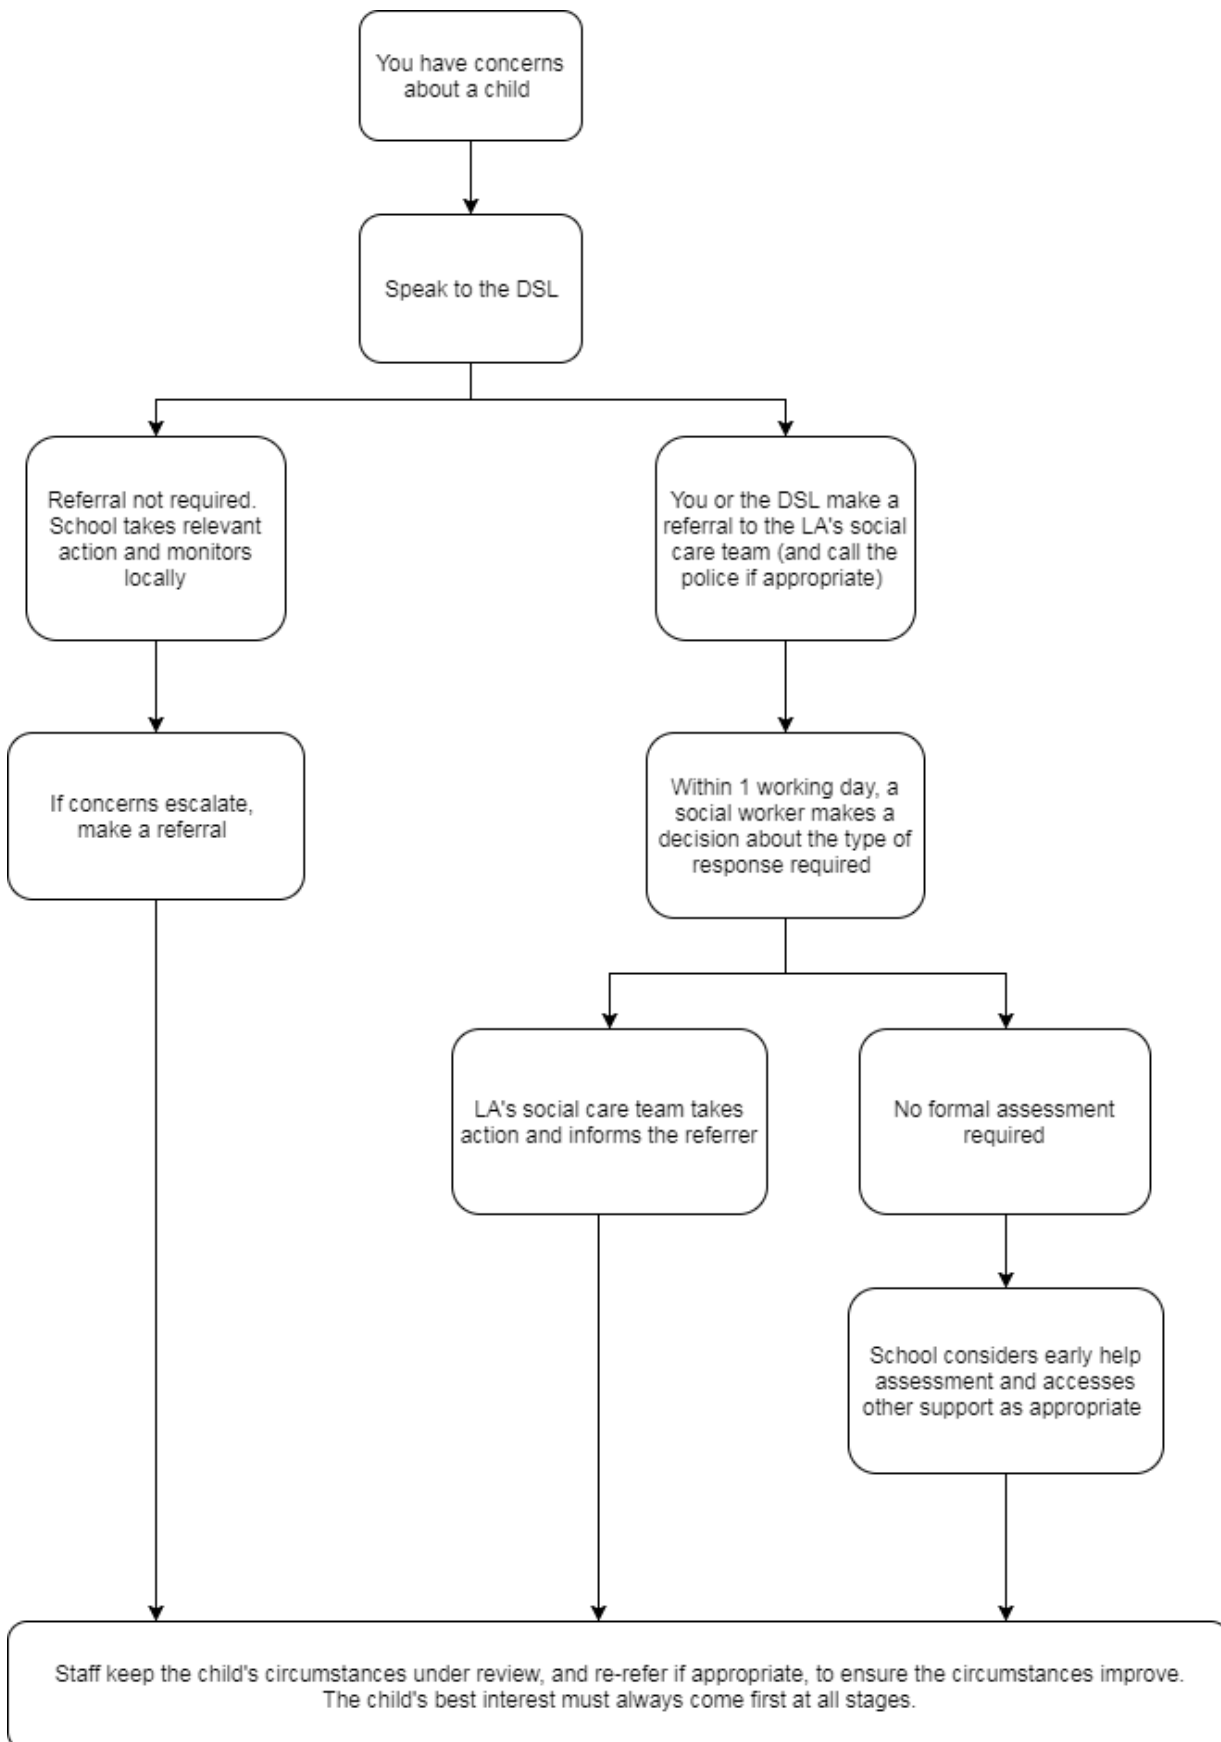 You have concerns
about a child
Speak to the DSL
Referral not required.
School takes relevant
action and monitors
locally
You or the DSL make a
referral to the LA's social
care team (and call the
police if appropriate)
If concerns escalate,
make a referral
Within 1 working day, a
social worker makes a
decision about the type of
response required
LA's social care team takes
action and informs the referrer
No formal assessment
required
School considers early help
assessment and accesses
other support as appropriate
Staff keep the child's circumstances under review, and re-refer if appropriate, to ensure the circumstances improve.
The child's best interest must always come first at all stages.